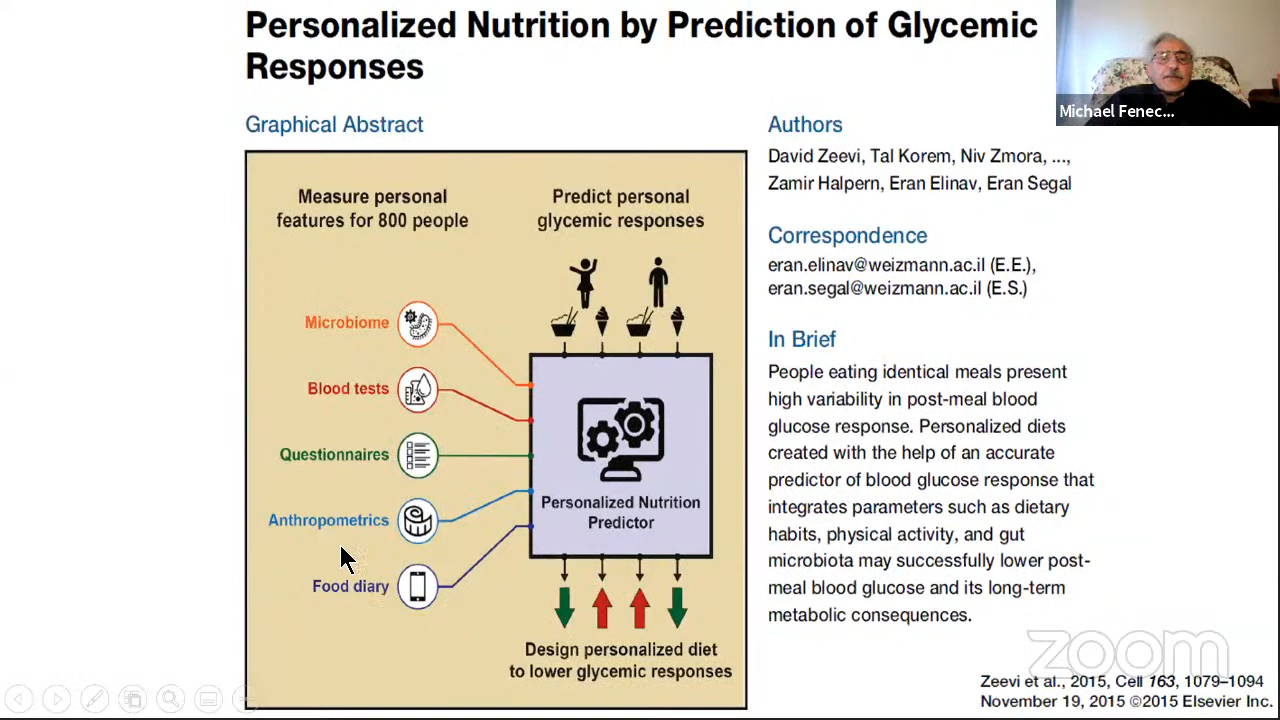 Personalized Nutrition by Prediction of Glycemic
Responses
Michael Fenec...
Graphical Abstract
Measure personal
features for 800 people
Predict personal
glycemic responses
Microbiome
Blood tests
Questionnaires
Anthropometrics
Food diary
Personalized Nutrition
Predictor
Design personalized diet
to lower glycemic responses
Authors
David Zeevi, Tal Korem, Niv Zmora, ...,
Zamir Halpern, Eran Elinav, Eran Segal
Correspondence
eran.elinav@weizmann.ac.il (E.E.),
eran.segal@weizmann.ac.il (E.S.)
In Brief
People eating identical meals present
high variability in post-meal blood
glucose response. Personalized diets
created with the help of an accurate
predictor of blood glucose response that
integrates parameters such as dietary
habits, physical activity, and gut
microbiota may successfully lower post-
meal blood glucose and its long-term
metabolic consequences.
zoom
Zeevi et al., 2015, Cell 163, 1079–1094
November 19, 2015 ©2015 Elsevier Inc.